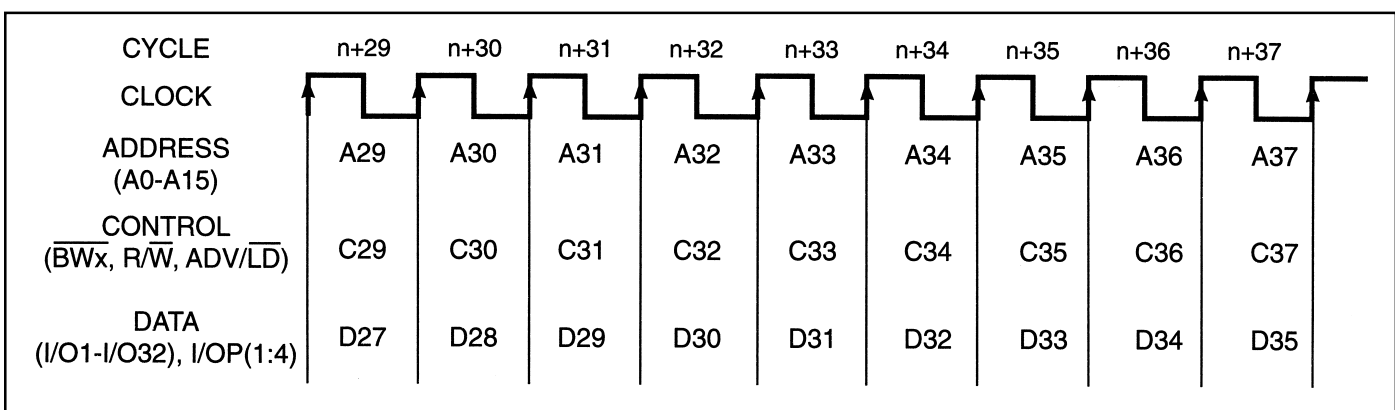 CYCLE n+29 n+30 n+31 n+32 n+33 n+34 n+35 n+36 n+37
CLOCK
ADDRESS
(A0-A15) A29 A30 A31 A32 A33 A34 A35 A36 A37
CONTROL
(B̅W̅x̅, R/W̅, ADV/L̅D̅) C29 C30 C31 C32 C33 C34 C35 C36 C37
DATA
(I/O1-I/O32), I/OP(1:4) D27 D28 D29 D30 D31 D32 D33 D34 D35